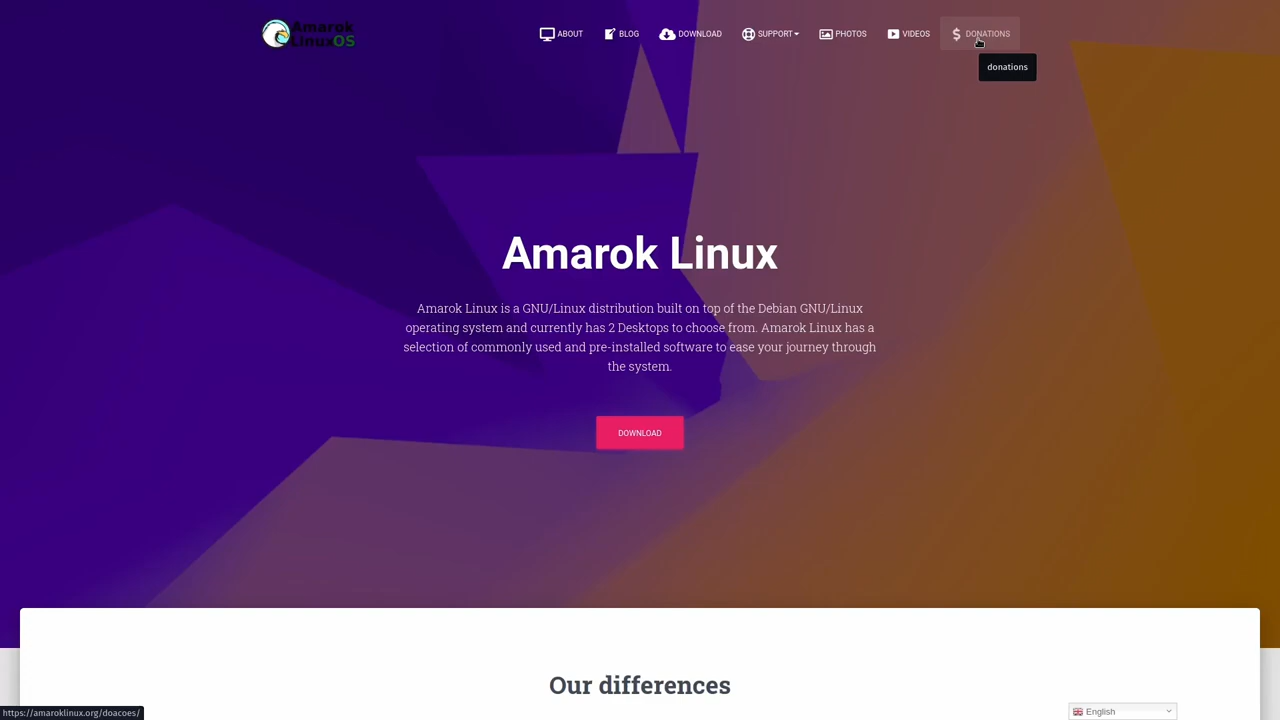 Amarok
LinuxOS
ABOUT
BLOG
DOWNLOAD
SUPPORT
PHOTOS
VIDEOS
DONATIONS
donations
Amarok Linux
Amarok Linux is a GNU/Linux distribution built on top of the Debian GNU/Linux
operating system and currently has 2 Desktops to choose from. Amarok Linux has a
selection of commonly used and pre-installed software to ease your journey through
the system.
DOWNLOAD
Our differences
https://amaroklinux.org/doacoes/
English